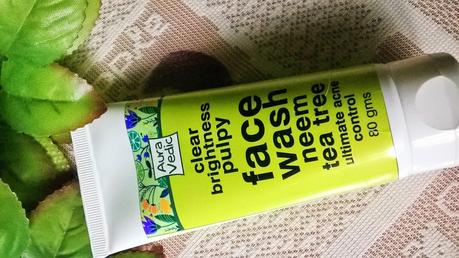 Aura
Vedic
clear
brightness
pulpy
face
wash
neem
tea tree
ultimate acne
control
80 gms